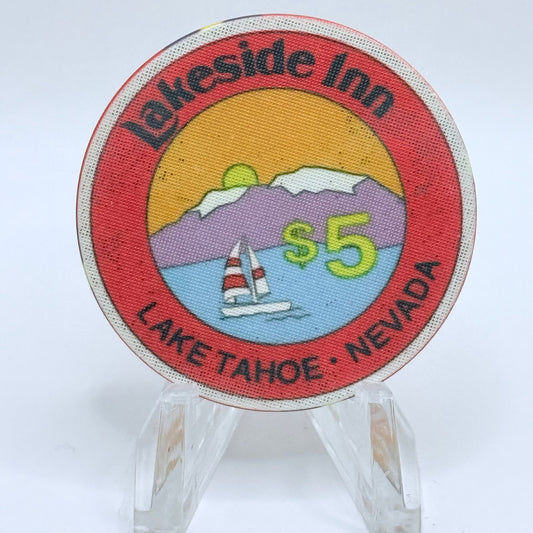 Lakeside Inn
$5
LAKE TAHOE • NEVADA